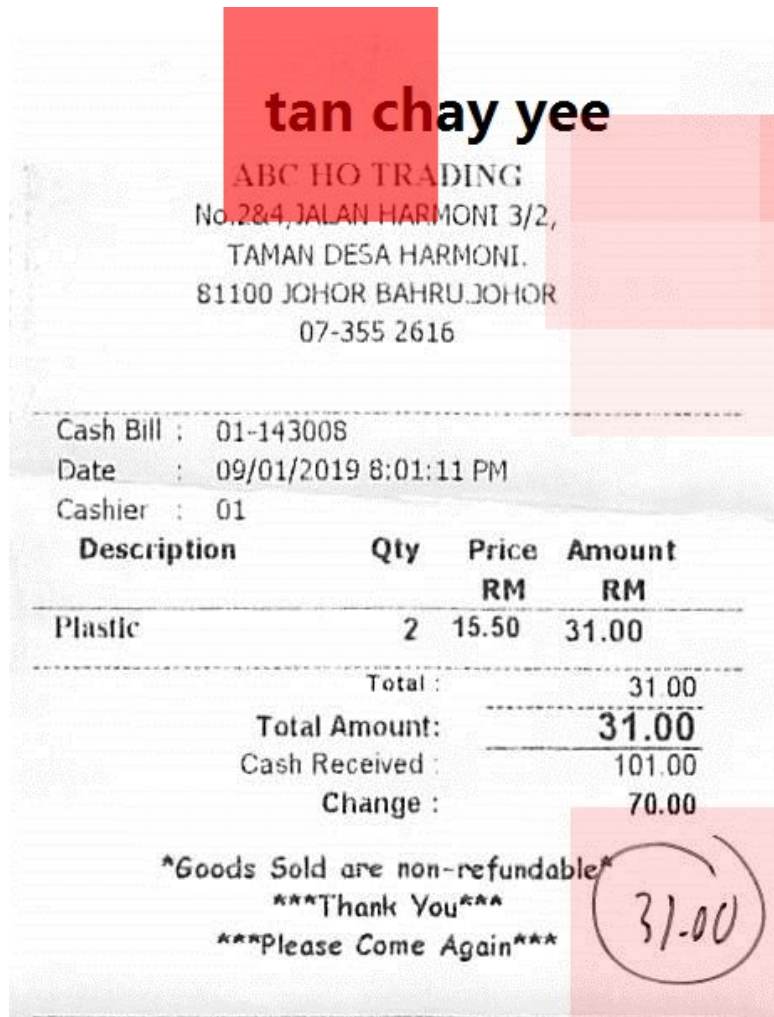 tan chay yee
ABC HO TRADING
No.2&4,JALAN HARMONI 3/2,
TAMAN DESA HARMONI.
81100 JOHOR BAHRU.JOHOR
07-355 2616
Cash Bill : 01-143008
Date : 09/01/2019 8:01:11 PM
Cashier : 01
Description Qty Price Amount
RM RM
Plastic 2 15.50 31.00
Total : 31.00
Total Amount: 31.00
Cash Received : 101.00
Change : 70.00
*Goods Sold are non-refundable*
***Thank You***
***Please Come Again***
31.00